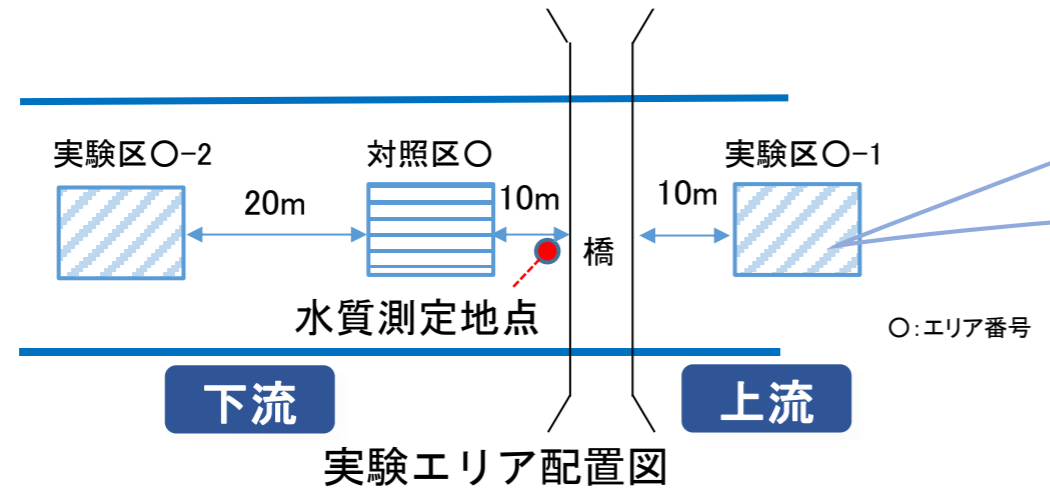 実験区〇-2
対照区〇
実験区〇-1
20m
10m
10m
橋
水質測定地点
〇:エリア番号
下流
上流
実験エリア配置図